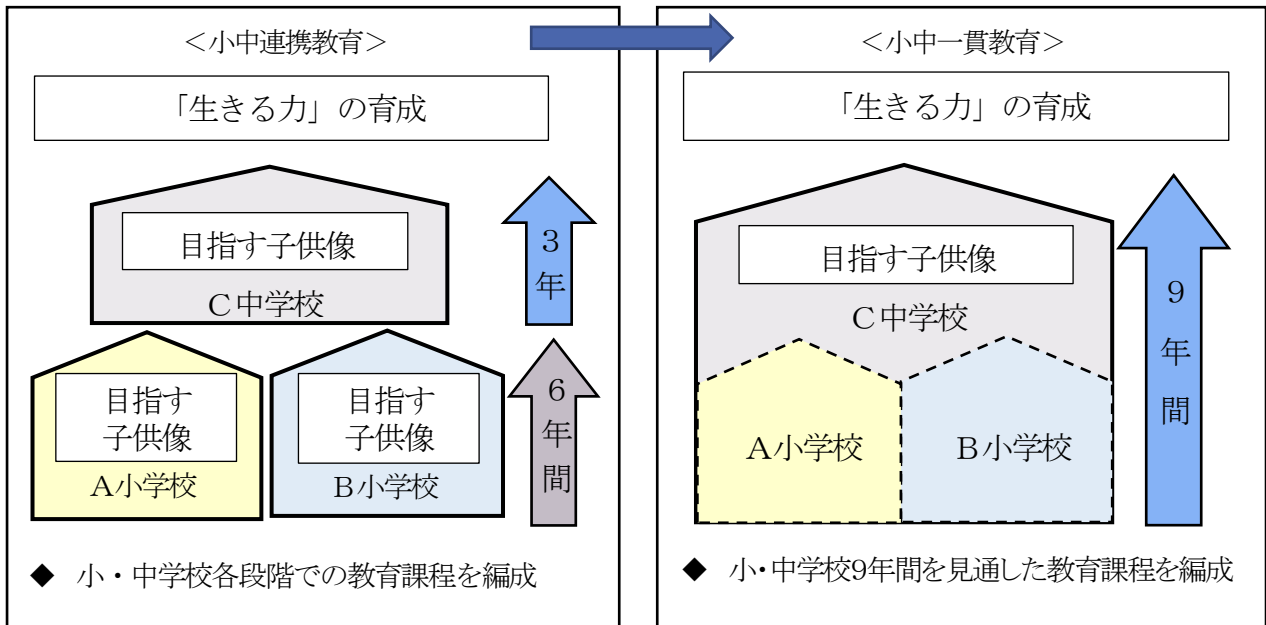 ＜小中連携教育＞
「生きる力」の育成
目指す子供像
C中学校
3年
目指す
子供像
A小学校
目指す
子供像
B小学校
6年間
◆ 小・中学校各段階での教育課程を編成
＜小中一貫教育＞
「生きる力」の育成
目指す子供像
C中学校
A小学校
B小学校
9年間
◆ 小・中学校9年間を見通した教育課程を編成